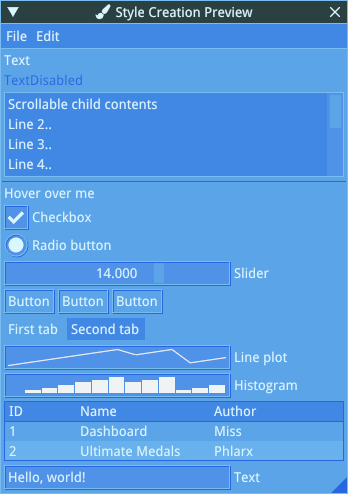 Style Creation Preview
File Edit
Text
TextDisabled
Scrollable child contents
Line 2..
Line 3..
Line 4..
Hover over me
Checkbox
Radio button
14.000 Slider
Button Button Button
First tab Second tab
Line plot
Histogram
ID Name Author
1 Dashboard Miss
2 Ultimate Medals Phlarx
Hello, world! Text